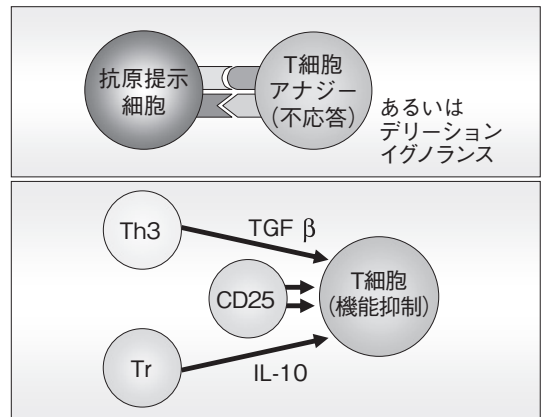 抗原提示
細胞
T細胞
アナジー
(不応答)
あるいは
デリーション
イグノランス
Th3
TGF β
CD25
T細胞
(機能抑制)
Tr
IL-10